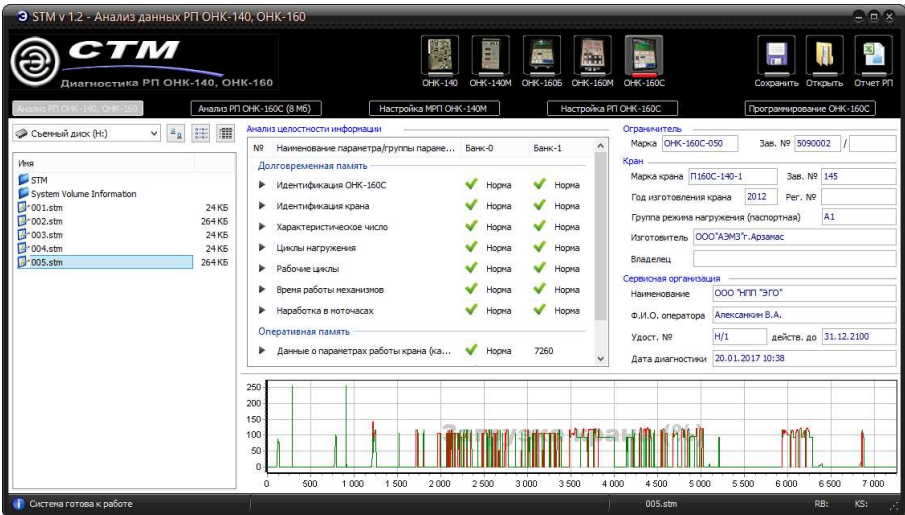 Э STM v 1.2 - Анализ данных РП ОНК-140, ОНК-160
Э СТМ
Диагностика РП ОНК-140, ОНК-160
ОНК-140 ОНК-140М ОНК-160Б ОНК-160М ОНК-160С
Сохранить Открыть Отчет РП
Анализ РП ОНК-140, ОНК-160 Анализ РП ОНК-160С (8 Мб) Настройка МРП ОНК-140М Настройка РП ОНК-160С Программирование ОНК-160С
Съемный диск (H:)
Имя
STM
System Volume Information
001.stm 24 КБ
002.stm 264 КБ
003.stm 24 КБ
004.stm 24 КБ
005.stm 264 КБ
Анализ целостности информации
№ Наименование параметра/группы параме... Банк-0 Банк-1
Долговременная память
Идентификация ОНК-160С Норма Норма
Идентификация крана Норма Норма
Характеристическое число Норма Норма
Циклы нагружения Норма Норма
Рабочие циклы Норма Норма
Время работы механизмов Норма Норма
Наработка в моточасах Норма Норма
Оперативная память
Данные о параметрах работы крана (ка... Норма 7260
Ограничитель
Марка ОНК-160С-050 Зав. № 5090002 /
Кран
Марка крана П160С-140-1 Зав. № 145
Год изготовления крана 2012 Рег. №
Группа режима нагружения (паспортная) А1
Изготовитель ООО"АЭМЗ"г.Арзамас
Владелец
Сервисная организация
Наименование ООО "НПП "ЭГО"
Ф.И.О. оператора Алексанкин В.А.
Удост. № Н/1 действ. до 31.12.2100
Дата диагностики 20.01.2017 10:38
Загрузка крана (%)
250
200
150
100
50
0
0 500 1 000 1 500 2 000 2 500 3 000 3 500 4 000 4 500 5 000 5 500 6 000 6 500 7 000
Система готова к работе 005.stm RB: KS: